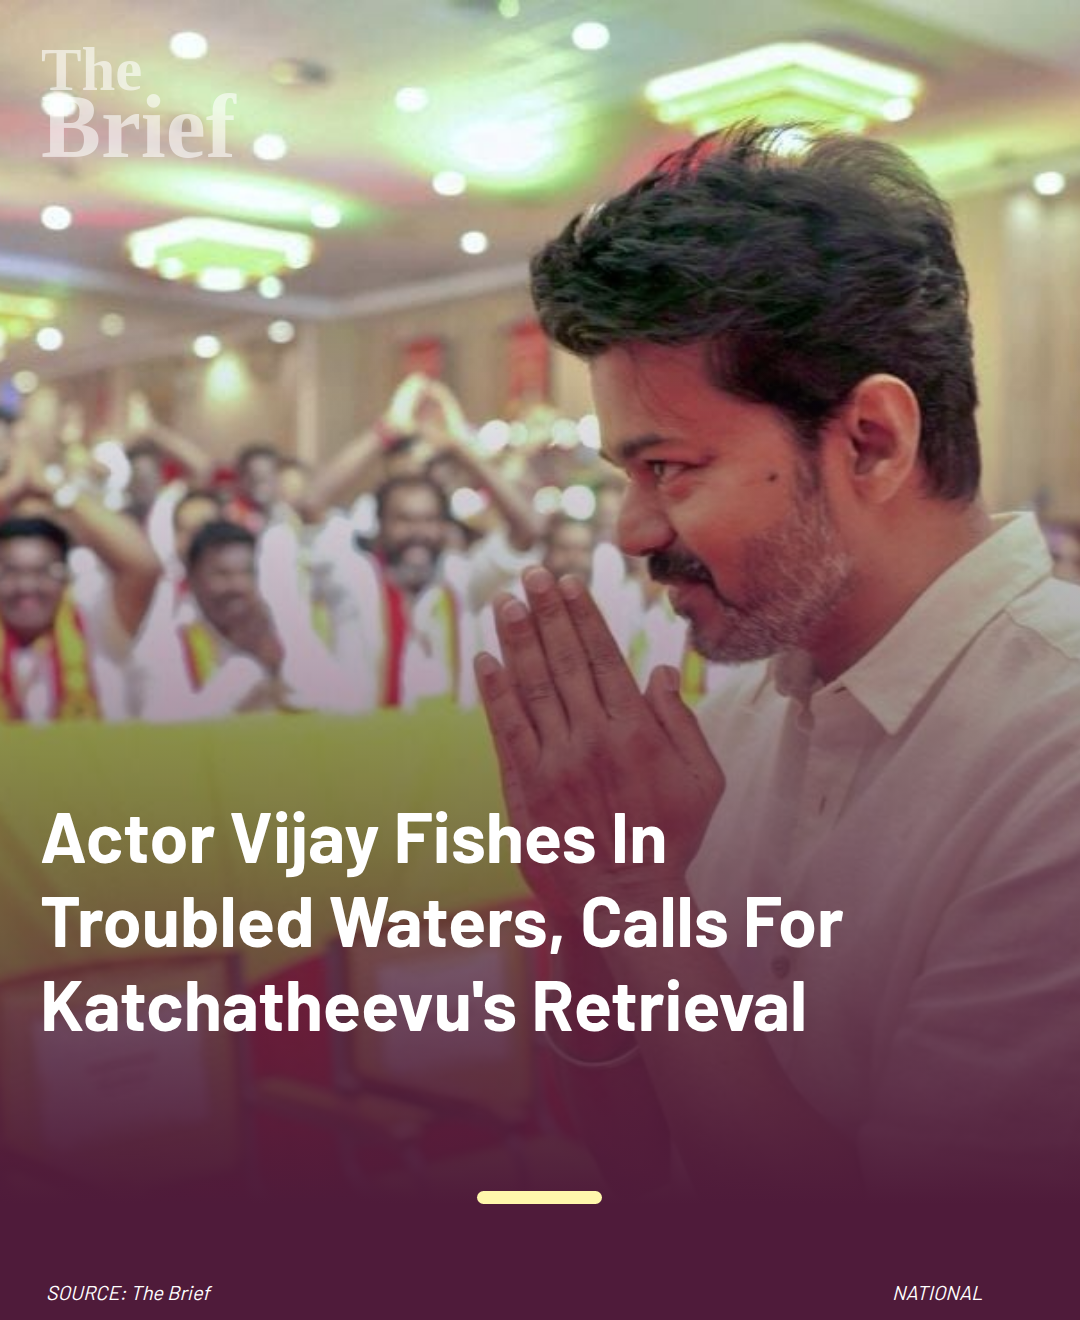 The
Brief
Actor Vijay Fishes In
Troubled Waters, Calls For
Katchatheevu's Retrieval
SOURCE: The Brief
NATIONAL